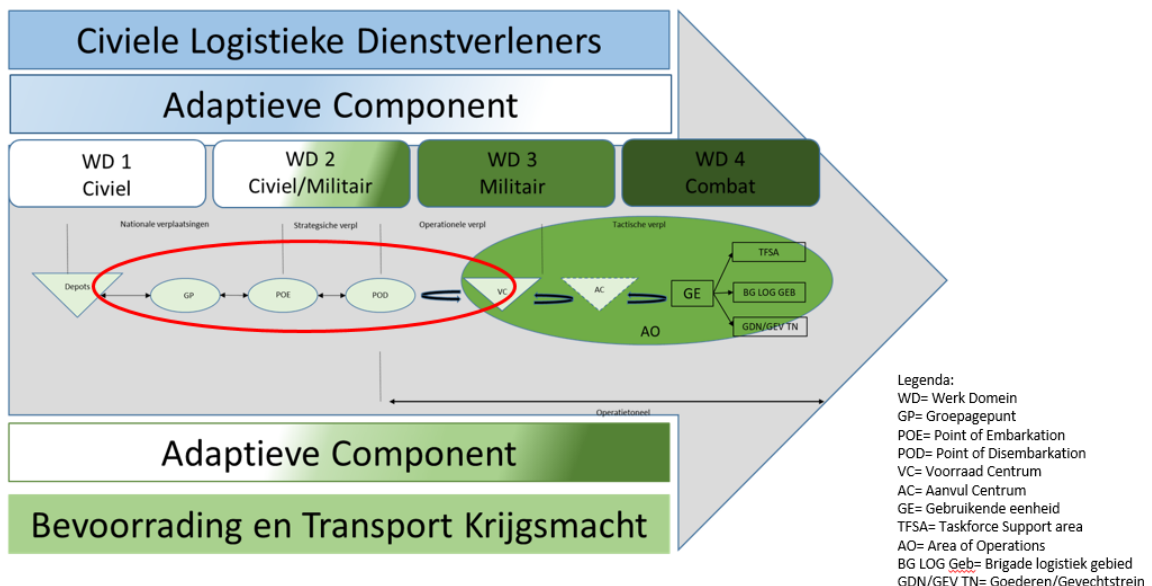 Civiele Logistieke Dienstverleners
Adaptieve Component
WD 1
Civiel
WD 2
Civiel/Militair
WD 3
Militair
WD 4
Combat
Nationale verplaatsingen
Strategsiche verpl
Operationele verpl
Tactische verpl
Depots
GP
POE
POD
VC
AC
GE
TFSA
BG LOG GEB
GDN/GEV TN
AO
Operatietoneel
Adaptieve Component
Bevoorrading en Transport Krijgsmacht
Legenda:
WD= Werk Domein
GP= Groepagepunt
POE= Point of Embarkation
POD= Point of Disembarkation
VC= Voorraad Centrum
AC= Aanvul Centrum
GE= Gebruikende eenheid
TFSA= Taskforce Support area
AO= Area of Operations
BG LOG Geb= Brigade logistiek gebied
GDN/GEV TN= Goederen/Gevechtstrein